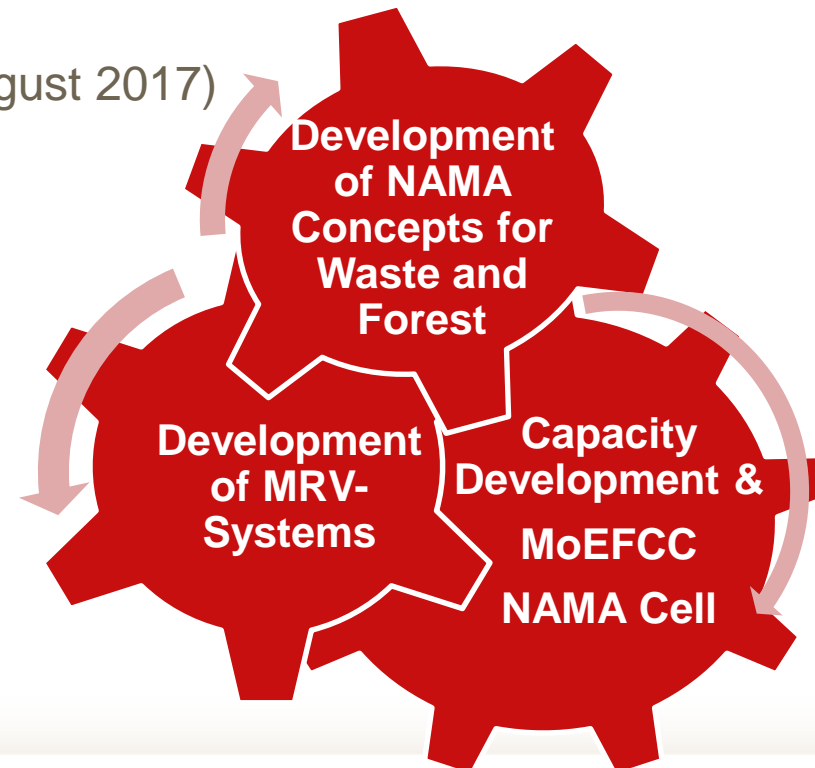 gust 2017)
Development
of NAMA
Concepts for
Waste and
Forest
Development
of MRV-
Systems
Capacity
Development &
MoEFCC
NAMA Cell